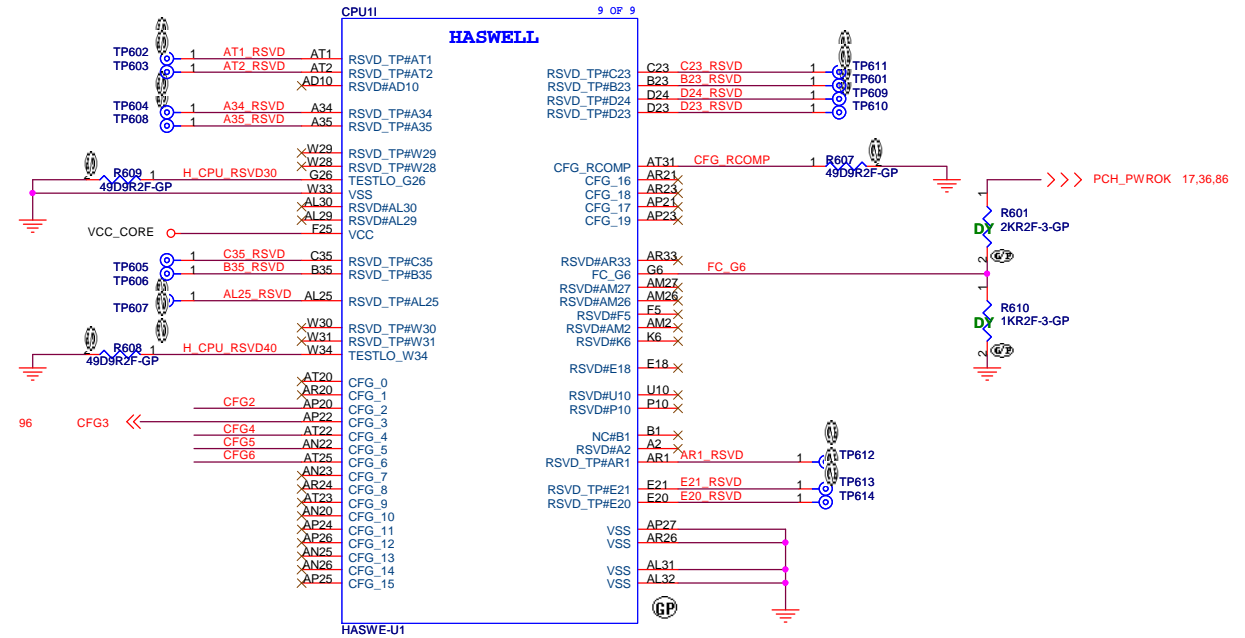 CPU1I
9 OF 9
HASWELL
TP602 1 AT1_RSVD AT1 RSVD_TP#AT1
TP603 1 AT2_RSVD AT2 RSVD_TP#AT2
AD10 RSVD#AD10
TP604 1 A34_RSVD A34 RSVD_TP#A34
TP608 1 A35_RSVD A35 RSVD_TP#A35
W29 RSVD_TP#W29
W28 RSVD_TP#W28
2 R609 1 H_CPU_RSVD30 G26 TESTLO_G26
49D9R2F-GP
W33 VSS
AL30 RSVD#AL30
AL29 RSVD#AL29
VCC_CORE F25 VCC
TP605 1 C35_RSVD C35 RSVD_TP#C35
TP606 1 B35_RSVD B35 RSVD_TP#B35
TP607 1 AL25_RSVD AL25 RSVD_TP#AL25
W30 RSVD_TP#W30
W31 RSVD_TP#W31
2 R608 1 H_CPU_RSVD40 W34 TESTLO_W34
49D9R2F-GP
AT20 CFG_0
AR20 CFG_1
CFG2 AP20 CFG_2
96 CFG3 AP22 CFG_3
CFG4 AT22 CFG_4
CFG5 AN22 CFG_5
CFG6 AT25 CFG_6
AN23 CFG_7
AR24 CFG_8
AT23 CFG_9
AN20 CFG_10
AP24 CFG_11
AP26 CFG_12
AN25 CFG_13
AN26 CFG_14
AP25 CFG_15
RSVD_TP#C23 C23 C23_RSVD 1 TP611
RSVD_TP#B23 B23 B23_RSVD 1 TP601
RSVD_TP#D24 D24 D24_RSVD 1 TP609
RSVD_TP#D23 D23 D23_RSVD 1 TP610
CFG_RCOMP AT31 CFG_RCOMP 1 R607
49D9R2F-GP
CFG_16 AR21
CFG_18 AR23
CFG_17 AP21
CFG_19 AP23
PCH_PWROK 17,36,86
1 R601
DY 2KR2F-3-GP
2 G/P
RSVD#AR33 AR33
FC_G6 G6 FC_G6
RSVD#AM27 AM27
RSVD#AM26 AM26
RSVD#F5 F5
RSVD#AM2 AM2
RSVD#K6 K6
1 R610
DY 1KR2F-3-GP
2 G/P
RSVD#E18 E18
RSVD#U10 U10
RSVD#P10 P10
NC#B1 B1
RSVD#A2 A2
RSVD_TP#AR1 AR1 AR1_RSVD 1 TP612
RSVD_TP#E21 E21 E21_RSVD 1 TP613
RSVD_TP#E20 E20 E20_RSVD 1 TP614
VSS AP27
VSS AR26
VSS AL31
VSS AL32
GP
HASWE-U1